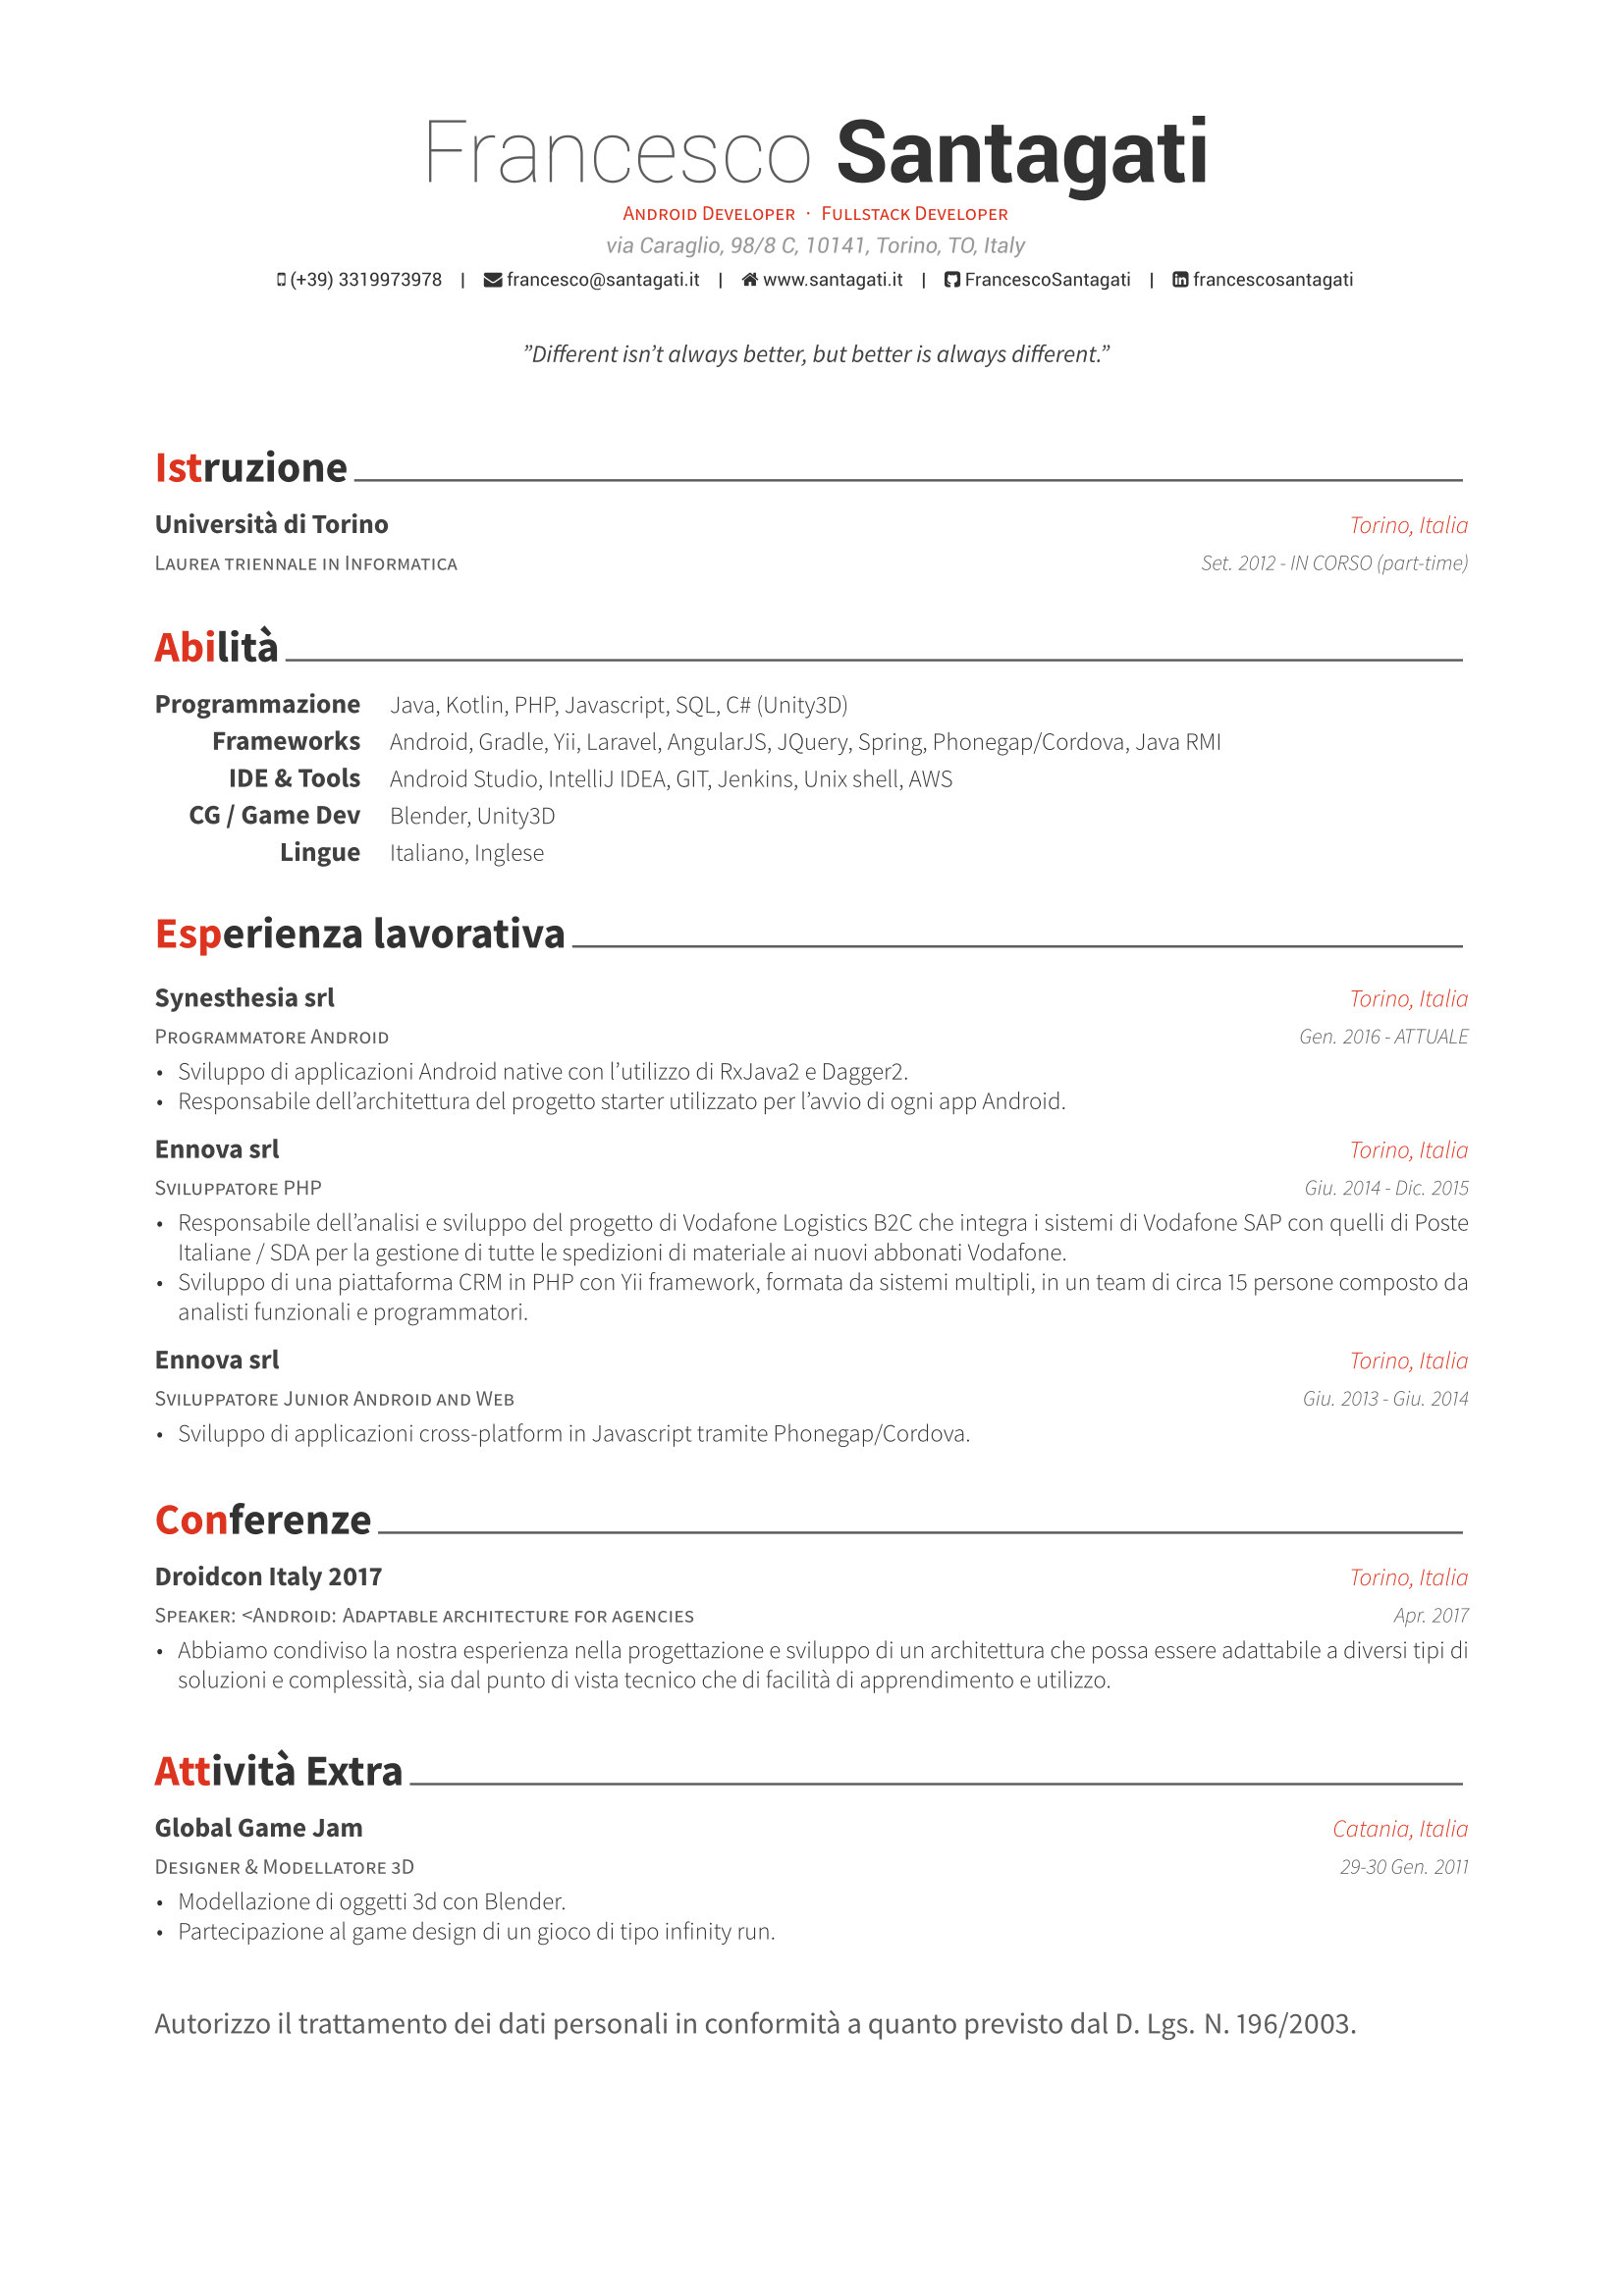 Francesco Santagati
Android Developer · Fullstack Developer
via Caraglio, 98/8 C, 10141, Torino, TO, Italy
(+39) 3319973978 | francesco@santagati.it | www.santagati.it | FrancescoSantagati | francescosantagati
”Different isn’t always better, but better is always different.”
Istruzione
Università di Torino Torino, Italia
Laurea triennale in Informatica Set. 2012 - IN CORSO (part-time)
Abilità
Programmazione Java, Kotlin, PHP, Javascript, SQL, C# (Unity3D)
Frameworks Android, Gradle, Yii, Laravel, AngularJS, JQuery, Spring, Phonegap/Cordova, Java RMI
IDE & Tools Android Studio, IntelliJ IDEA, GIT, Jenkins, Unix shell, AWS
CG / Game Dev Blender, Unity3D
Lingue Italiano, Inglese
Esperienza lavorativa
Synesthesia srl Torino, Italia
Programmatore Android Gen. 2016 - ATTUALE
• Sviluppo di applicazioni Android native con l’utilizzo di RxJava2 e Dagger2.
• Responsabile dell’architettura del progetto starter utilizzato per l’avvio di ogni app Android.
Ennova srl Torino, Italia
Sviluppatore PHP Giu. 2014 - Dic. 2015
• Responsabile dell’analisi e sviluppo del progetto di Vodafone Logistics B2C che integra i sistemi di Vodafone SAP con quelli di Poste
Italiane / SDA per la gestione di tutte le spedizioni di materiale ai nuovi abbonati Vodafone.
• Sviluppo di una piattaforma CRM in PHP con Yii framework, formata da sistemi multipli, in un team di circa 15 persone composto da
analisti funzionali e programmatori.
Ennova srl Torino, Italia
Sviluppatore Junior Android and Web Giu. 2013 - Giu. 2014
• Sviluppo di applicazioni cross-platform in Javascript tramite Phonegap/Cordova.
Conferenze
Droidcon Italy 2017 Torino, Italia
Speaker: <Android: Adaptable architecture for agencies Apr. 2017
• Abbiamo condiviso la nostra esperienza nella progettazione e sviluppo di un architettura che possa essere adattabile a diversi tipi di
soluzioni e complessità, sia dal punto di vista tecnico che di facilità di apprendimento e utilizzo.
Attività Extra
Global Game Jam Catania, Italia
Designer & Modellatore 3D 29-30 Gen. 2011
• Modellazione di oggetti 3d con Blender.
• Partecipazione al game design di un gioco di tipo infinity run.
Autorizzo il trattamento dei dati personali in conformità a quanto previsto dal D. Lgs. N. 196/2003.